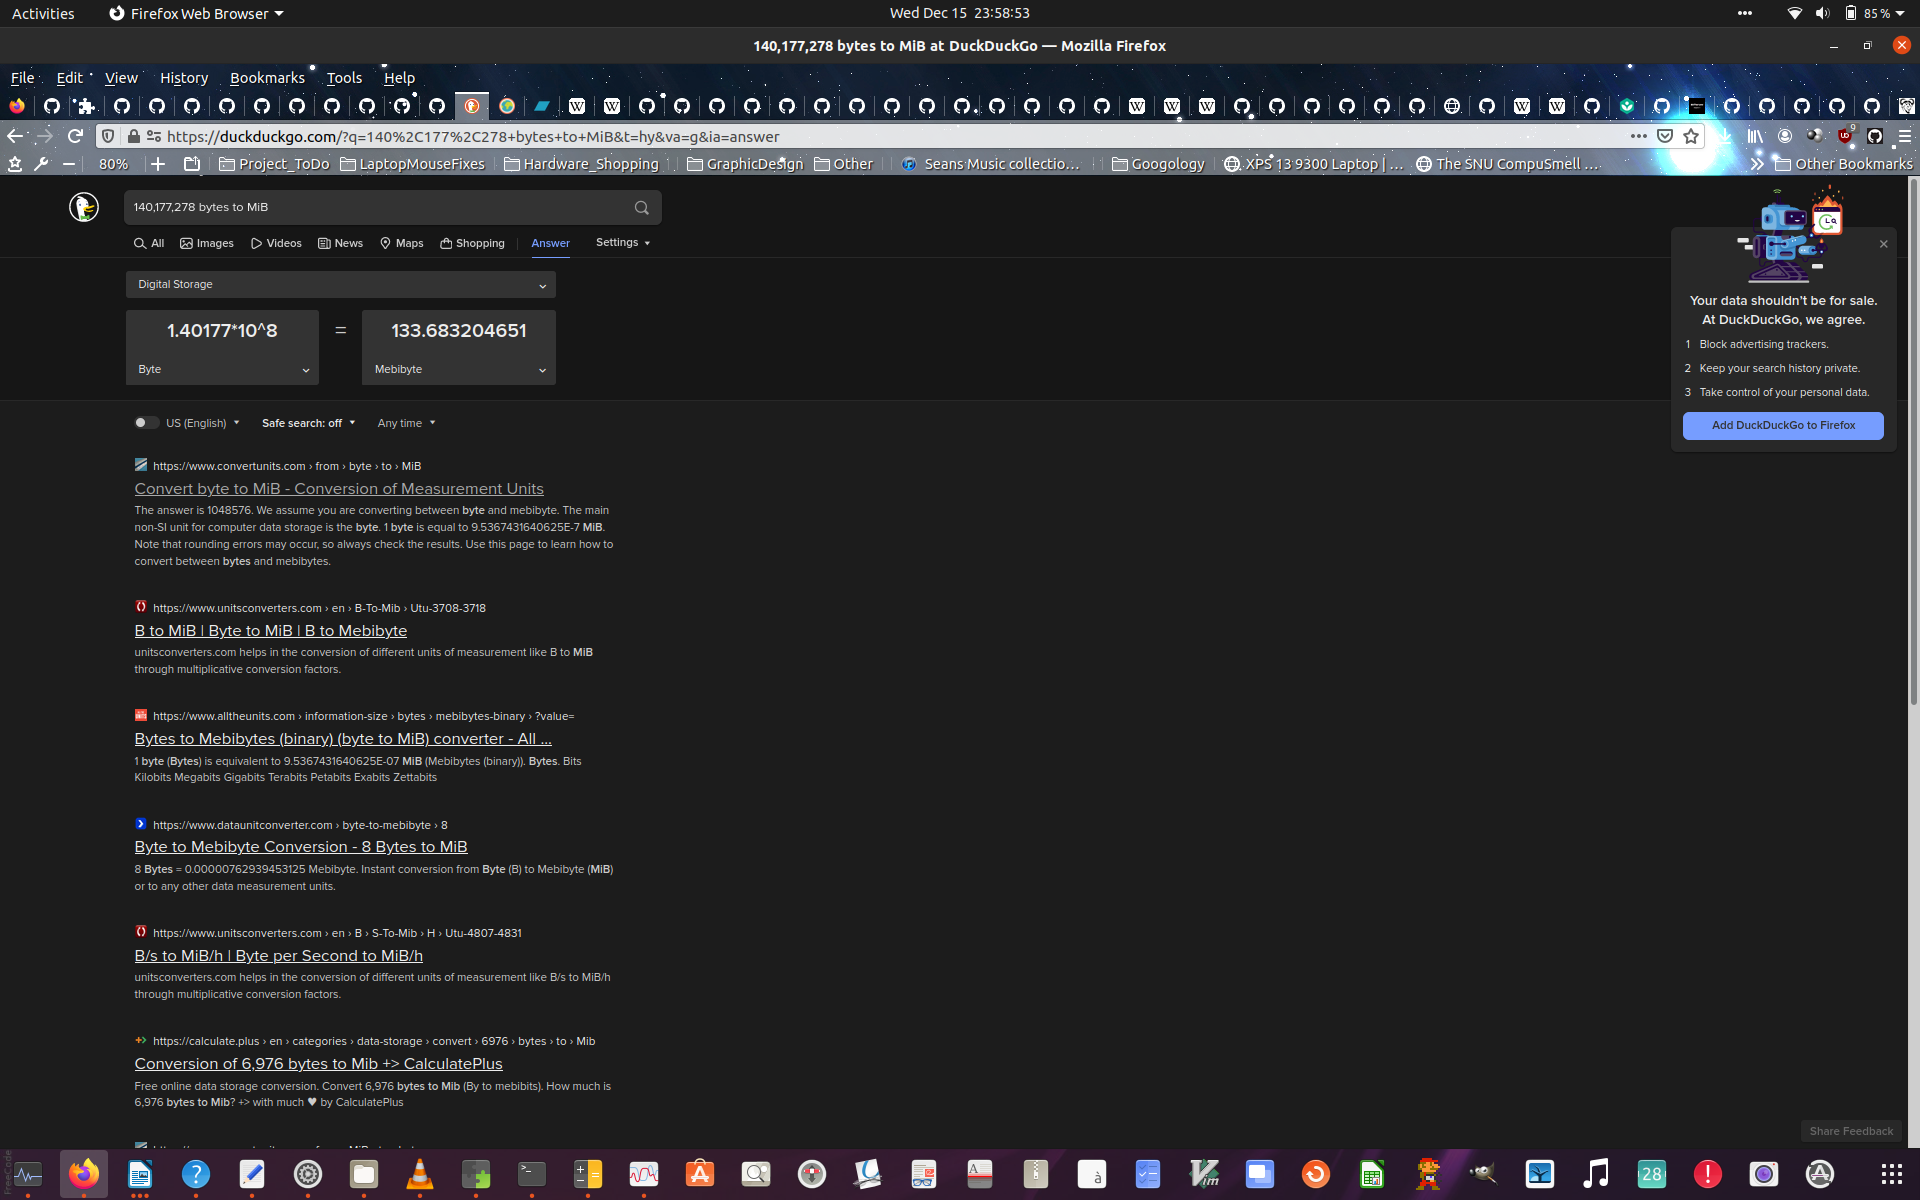 Activities
Firefox Web Browser
Wed Dec 15 23:58:53
85%
140,177,278 bytes to MiB at DuckDuckGo — Mozilla Firefox
File Edit View History Bookmarks Tools Help
https://duckduckgo.com/?q=140%2C177%2C278+bytes+to+MiB&t=hy&va=g&ia=answer
9
80%
Project_ToDo
LaptopMouseFixes
Hardware_Shopping
GraphicDesign
Other
Seans Music collectio…
Googology
XPS 13 9300 Laptop | …
The SNU CompuSmell …
Other Bookmarks
140,177,278 bytes to MiB
All Images Videos News Maps Shopping Answer Settings
Digital Storage
1.40177*10^8 = 133.683204651
Byte Mebibyte
US (English) Safe search: off Any time
https://www.convertunits.com › from › byte › to › MiB
Convert byte to MiB - Conversion of Measurement Units
The answer is 1048576. We assume you are converting between byte and mebibyte. The main
non-SI unit for computer data storage is the byte. 1 byte is equal to 9.5367431640625E-7 MiB.
Note that rounding errors may occur, so always check the results. Use this page to learn how to
convert between bytes and mebibytes.
https://www.unitsconverters.com › en › B-To-Mib › Utu-3708-3718
B to MiB | Byte to MiB | B to Mebibyte
unitsconverters.com helps in the conversion of different units of measurement like B to MiB
through multiplicative conversion factors.
https://www.alltheunits.com › information-size › bytes › mebibytes-binary › ?value=
Bytes to Mebibytes (binary) (byte to MiB) converter - All ...
1 byte (Bytes) is equivalent to 9.5367431640625E-07 MiB (Mebibytes (binary)). Bytes. Bits
Kilobits Megabits Gigabits Terabits Petabits Exabits Zettabits
https://www.dataunitconverter.com › byte-to-mebibyte › 8
Byte to Mebibyte Conversion - 8 Bytes to MiB
8 Bytes = 0.00000762939453125 Mebibyte. Instant conversion from Byte (B) to Mebibyte (MiB)
or to any other data measurement units.
https://www.unitsconverters.com › en › B › S-To-Mib › H › Utu-4807-4831
B/s to MiB/h | Byte per Second to MiB/h
unitsconverters.com helps in the conversion of different units of measurement like B/s to MiB/h
through multiplicative conversion factors.
https://calculate.plus › en › categories › data-storage › convert › 6976 › bytes › to › Mib
Conversion of 6,976 bytes to Mib +> CalculatePlus
Free online data storage conversion. Convert 6,976 bytes to Mib (By to mebibits). How much is
6,976 bytes to Mib? +> with much ♥ by CalculatePlus
Your data shouldn't be for sale.
At DuckDuckGo, we agree.
1 Block advertising trackers.
2 Keep your search history private.
3 Take control of your personal data.
Add DuckDuckGo to Firefox
Share Feedback
28